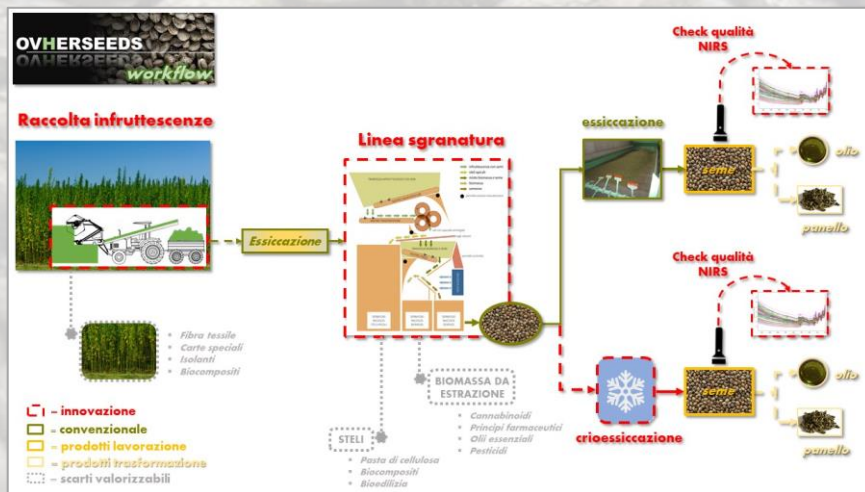 OVHERSEEDS
workflow
Raccolta infruttescenze
Essiccazione
Linea sgranatura
essiccazione
Check qualità
NIRS
seme
olio
panello
Check qualità
NIRS
crioessiccazione
seme
olio
panello
• Fibra tessile
• Carte speciali
• Isolanti
• Biocompositi
BIOMASSA DA
ESTRAZIONE
• Cannabinoidi
• Principi farmaceutici
• Olii essenziali
• Pesticidi
STELI
• Pasta di cellulosa
• Biocompositi
• Bioedilizia
= innovazione
= convenzionale
= prodotti lavorazione
= prodotti trasformazione
= scarti valorizzabili